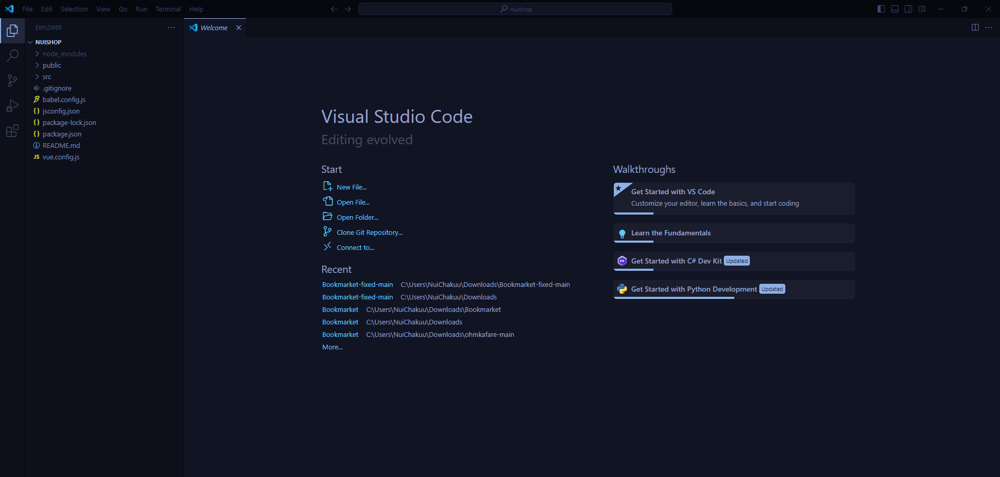 File Edit Selection View Go Run Terminal Help
nuishop
EXPLORER
Welcome
NUISHOP
node_modules
public
src
.gitignore
babel.config.js
jsconfig.json
package-lock.json
package.json
README.md
vue.config.js
Visual Studio Code
Editing evolved
Start
New File...
Open File...
Open Folder...
Clone Git Repository...
Connect to...
Recent
Bookmarket-fixed-main C:\Users\NuiChakuu\Downloads\Bookmarket-fixed-main
Bookmarket-fixed-main C:\Users\NuiChakuu\Downloads
Bookmarket C:\Users\NuiChakuu\Downloads\Bookmarket
Bookmarket C:\Users\NuiChakuu\Downloads
Bookmarket C:\Users\NuiChakuu\Downloads\ohmkafare-main
More...
Walkthroughs
Get Started with VS Code
Customize your editor, learn the basics, and start coding
Learn the Fundamentals
Get Started with C# Dev Kit Updated
Get Started with Python Development Updated